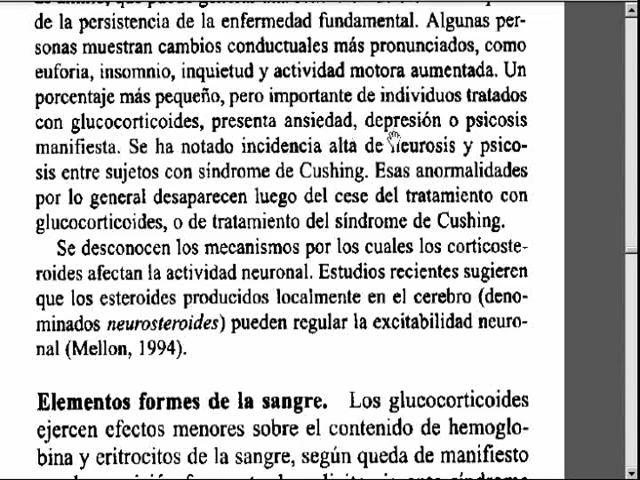 de la persistencia de la enfermedad fundamental. Algunas per-
sonas muestran cambios conductuales más pronunciados, como
euforia, insomnio, inquietud y actividad motora aumentada. Un
porcentaje más pequeño, pero importante de individuos tratados
con glucocorticoides, presenta ansiedad, depresión o psicosis
manifiesta. Se ha notado incidencia alta de neurosis y psico-
sis entre sujetos con síndrome de Cushing. Esas anormalidades
por lo general desaparecen luego del cese del tratamiento con
glucocorticoides, o de tratamiento del síndrome de Cushing.
Se desconocen los mecanismos por los cuales los corticoste-
roides afectan la actividad neuronal. Estudios recientes sugieren
que los esteroides producidos localmente en el cerebro (deno-
minados neurosteroides) pueden regular la excitabilidad neuro-
nal (Mellon, 1994).
Elementos formes de la sangre. Los glucocorticoides
ejercen efectos menores sobre el contenido de hemoglo-
bina y eritrocitos de la sangre, según queda de manifiesto